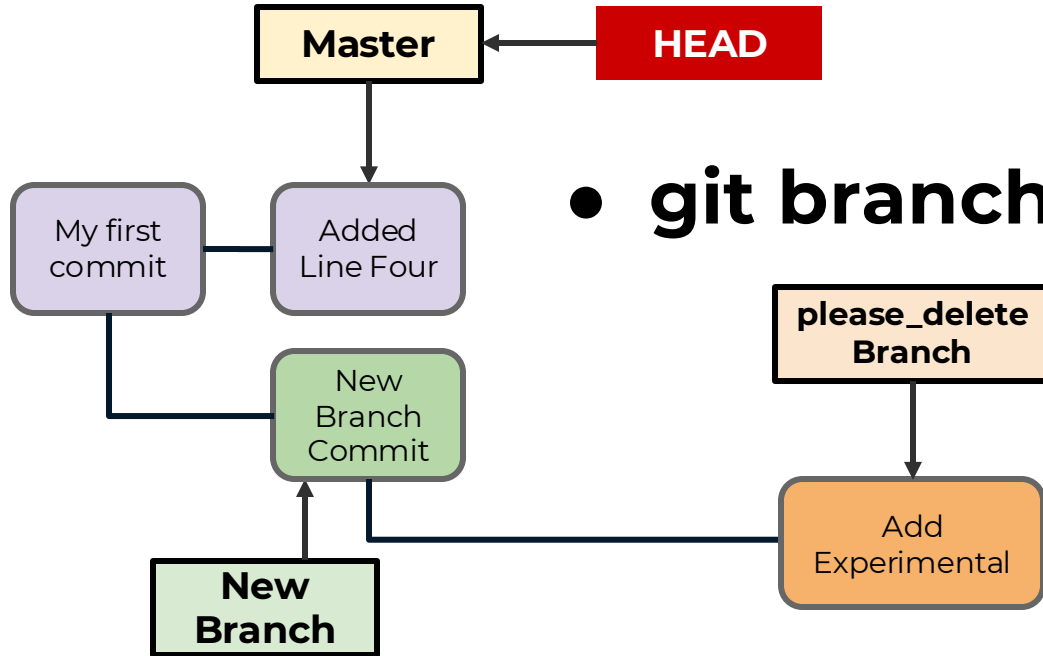 Master
HEAD
My first
commit
Added
Line Four
● git branch
please_delete
Branch
New
Branch
Commit
Add
Experimental
New
Branch